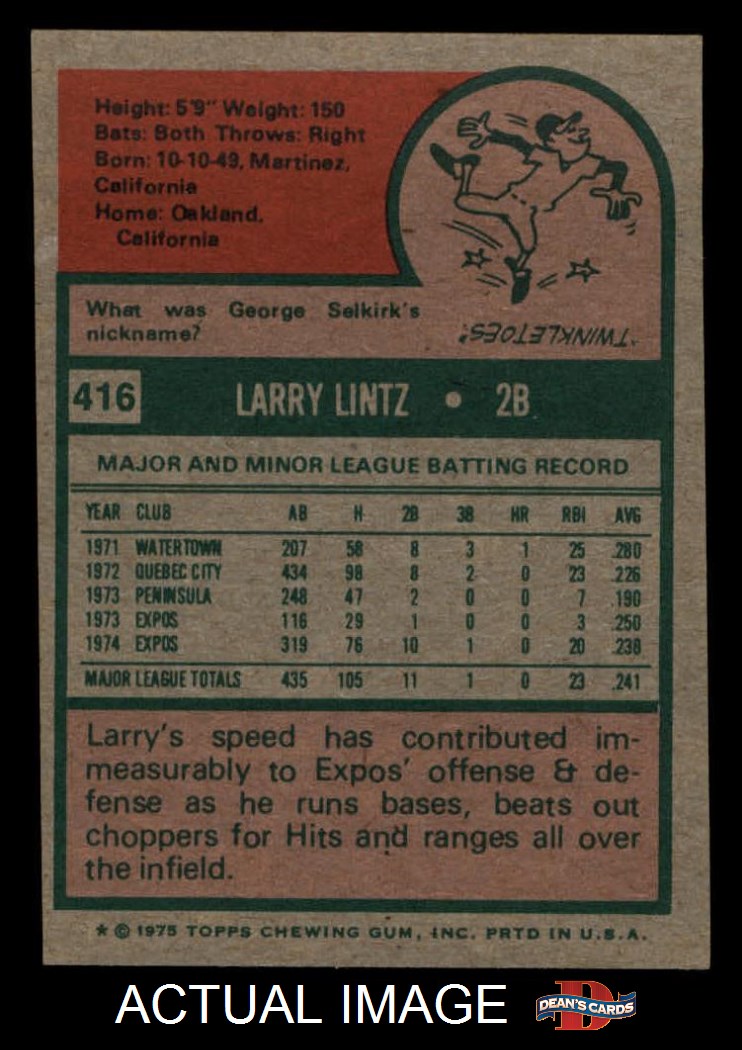 Height: 5'9" Weight: 150
Bats: Both Throws: Right
Born: 10-10-49, Martinez,
California
Home: Oakland,
California
What was George Selkirk's
nickname?
"TWINKLETOES."
416 LARRY LINTZ • 2B
MAJOR AND MINOR LEAGUE BATTING RECORD
YEAR CLUB AB H 2B 3B HR RBI AVG
1971 WATERTOWN 207 58 8 3 1 25 .280
1972 QUEBEC CITY 434 98 8 2 0 23 .226
1973 PENINSULA 248 47 2 0 0 7 .190
1973 EXPOS 116 29 1 0 0 3 .250
1974 EXPOS 319 76 10 1 0 20 .238
MAJOR LEAGUE TOTALS 435 105 11 1 0 23 .241
Larry's speed has contributed im-
measurably to Expos' offense & de-
fense as he runs bases, beats out
choppers for Hits and ranges all over
the infield.
* © 1975 TOPPS CHEWING GUM, INC. PRTD IN U.S.A.
ACTUAL IMAGE
D
DEAN'S CARDS